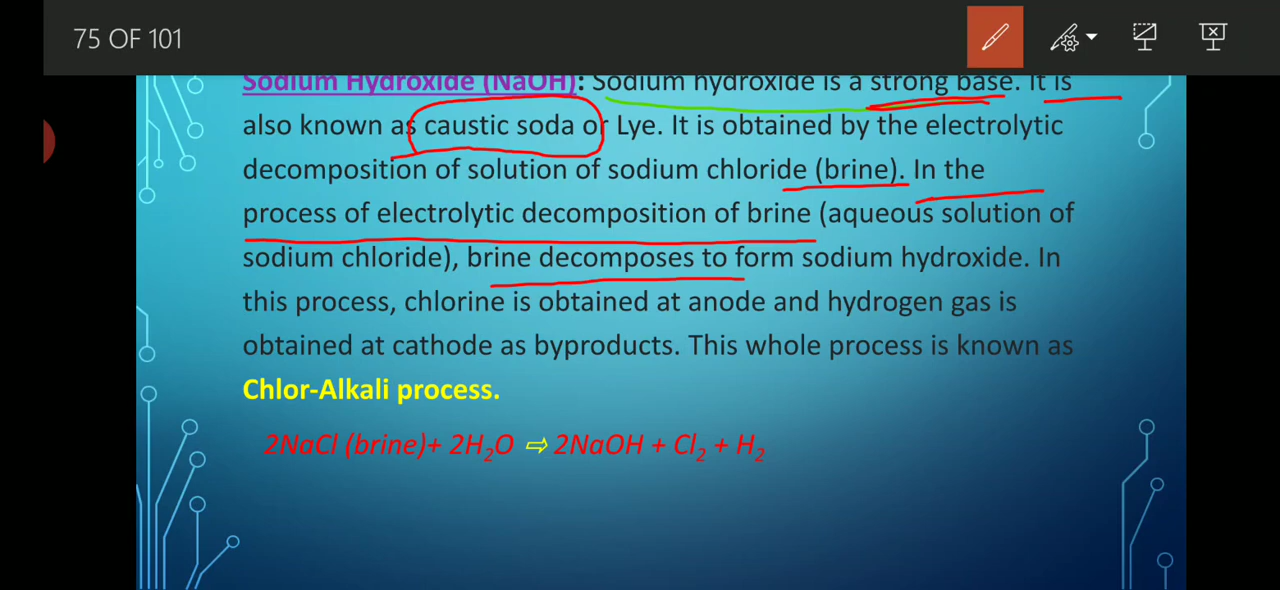 75 OF 101
Sodium Hydroxide (NaOH): Sodium hydroxide is a strong base. It is
also known as caustic soda or Lye. It is obtained by the electrolytic
decomposition of solution of sodium chloride (brine). In the
process of electrolytic decomposition of brine (aqueous solution of
sodium chloride), brine decomposes to form sodium hydroxide. In
this process, chlorine is obtained at anode and hydrogen gas is
obtained at cathode as byproducts. This whole process is known as
Chlor-Alkali process.
2NaCl (brine)+ 2H₂O ⇨ 2NaOH + Cl₂ + H₂